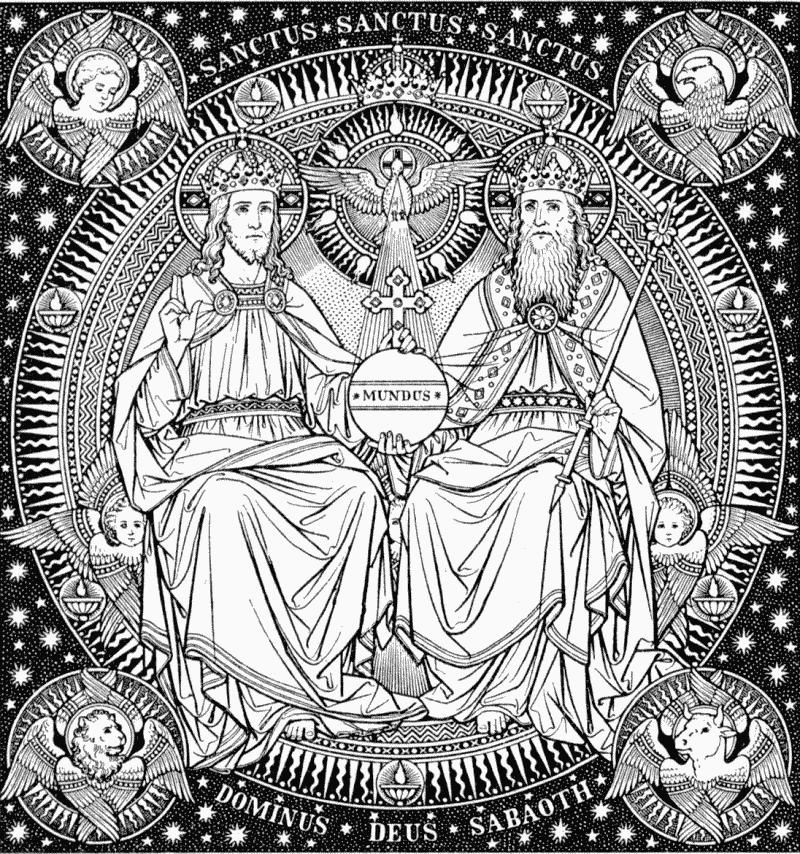 SANCTUS · SANCTUS · SANCTUS
* MUNDUS *
DOMINUS * DEUS * SABAOTH